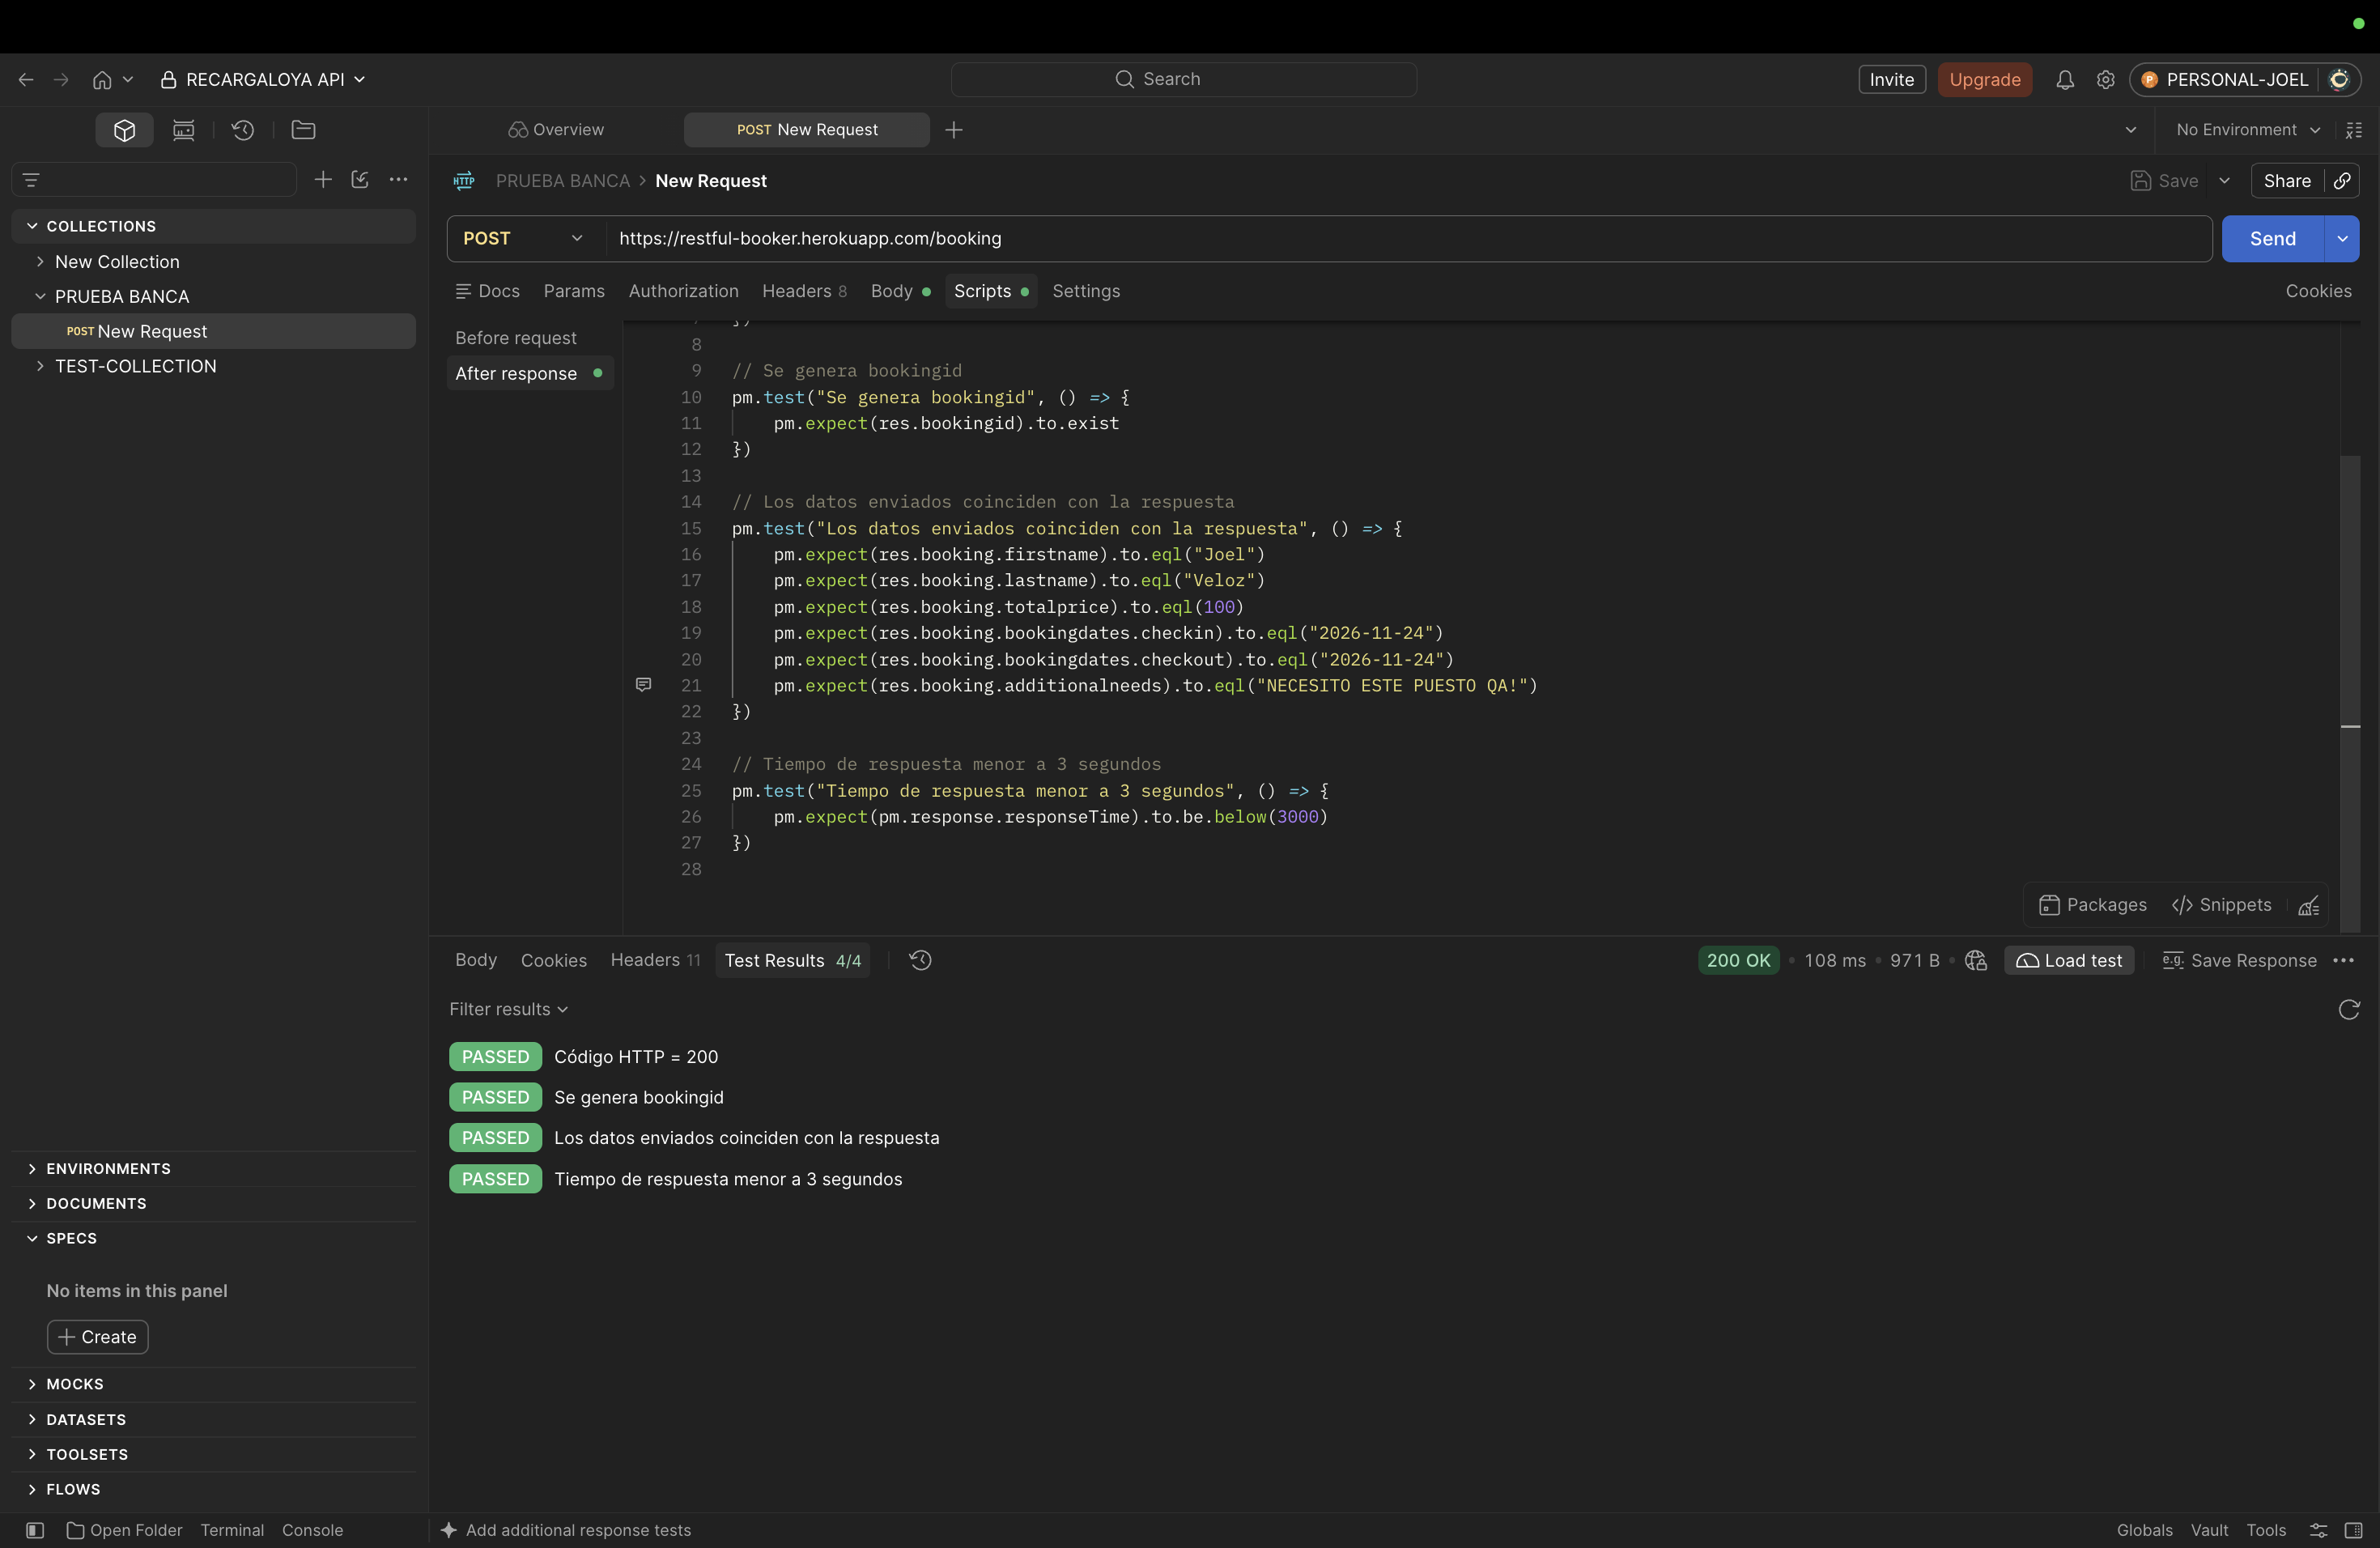 RECARGALOYA API
Search
Invite
Upgrade
P
PERSONAL-JOEL
Overview
POST New Request
No Environment
HTTP
PRUEBA BANCA > New Request
Save
Share
COLLECTIONS
New Collection
PRUEBA BANCA
POST New Request
TEST-COLLECTION
POST
https://restful-booker.herokuapp.com/booking
Send
Docs
Params
Authorization
Headers 8
Body
Scripts
Settings
Cookies
Before request
After response
7 })
8
9 // Se genera bookingid
10 pm.test("Se genera bookingid", () => {
11 pm.expect(res.bookingid).to.exist
12 })
13
14 // Los datos enviados coinciden con la respuesta
15 pm.test("Los datos enviados coinciden con la respuesta", () => {
16 pm.expect(res.booking.firstname).to.eql("Joel")
17 pm.expect(res.booking.lastname).to.eql("Veloz")
18 pm.expect(res.booking.totalprice).to.eql(100)
19 pm.expect(res.booking.bookingdates.checkin).to.eql("2026-11-24")
20 pm.expect(res.booking.bookingdates.checkout).to.eql("2026-11-24")
21 pm.expect(res.booking.additionalneeds).to.eql("NECESITO ESTE PUESTO QA!")
22 })
23
24 // Tiempo de respuesta menor a 3 segundos
25 pm.test("Tiempo de respuesta menor a 3 segundos", () => {
26 pm.expect(pm.response.responseTime).to.be.below(3000)
27 })
28
Packages
</> Snippets
Body
Cookies
Headers 11
Test Results 4/4
200 OK • 108 ms • 971 B
Load test
e.g. Save Response
Filter results
PASSED Código HTTP = 200
PASSED Se genera bookingid
PASSED Los datos enviados coinciden con la respuesta
PASSED Tiempo de respuesta menor a 3 segundos
ENVIRONMENTS
DOCUMENTS
SPECS
No items in this panel
Create
MOCKS
DATASETS
TOOLSETS
FLOWS
Open Folder
Terminal
Console
Add additional response tests
Globals
Vault
Tools